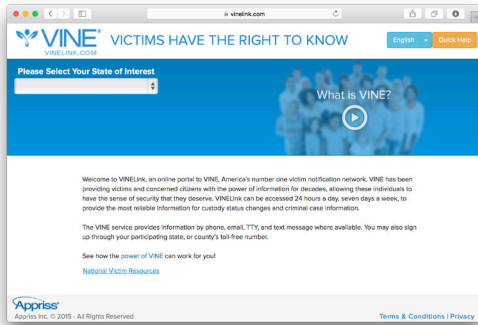 vinelink.com
VINE®
VINELINK.COM
VICTIMS HAVE THE RIGHT TO KNOW
English
Quick Help
Please Select Your State of Interest
What is VINE?
Welcome to VINELink, an online portal to VINE, America's number one victim notification network. VINE has been
providing victims and concerned citizens with the power of information for decades, allowing these individuals to
have the sense of security that they deserve. VINELink can be accessed 24 hours a day, seven days a week, to
provide the most reliable information for custody status changes and criminal case information.
The VINE service provides information by phone, email, TTY, and text message where available. You may also sign
up through your participating state, or county's toll-free number.
See how the power of VINE can work for you!
National Victim Resources
Appriss®
Appriss Inc. © 2015 - All Rights Reserved
Terms & Conditions | Privacy